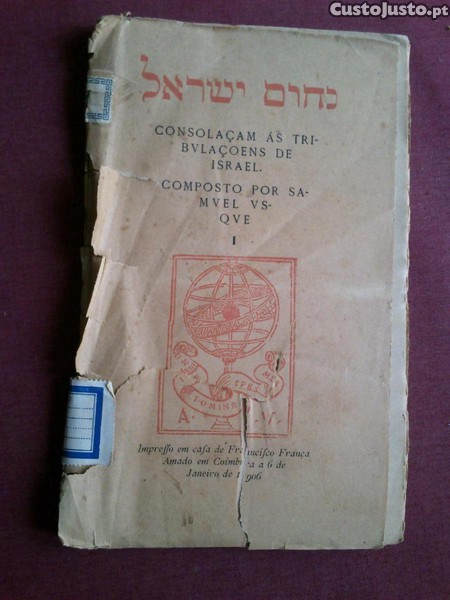 CustoJusto.pt
נחום ישראל
CONSOLAÇAM ÁS TRI-
BVLAÇOENS DE
ISRAEL.
COMPOSTO POR SA-
MVEL VS-
QVE
I
A. V.
Impreſſo em caſa de Franciſco França
Amado em Coimbra a 6 de
Janeiro de 1906